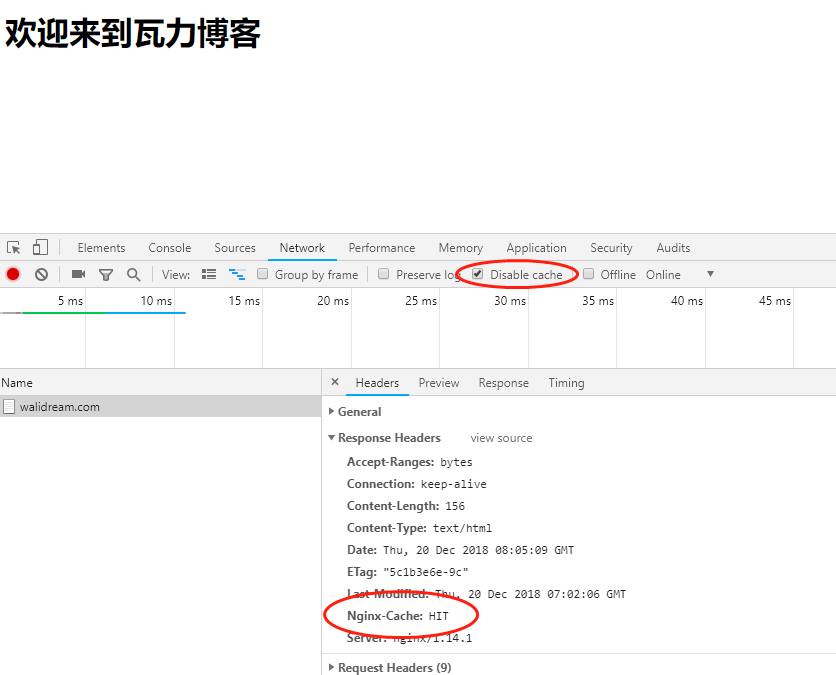 欢迎来到瓦力博客
Elements Console Sources Network Performance Memory Application Security Audits
View: Group by frame Preserve log Disable cache Offline Online
5 ms 10 ms 15 ms 20 ms 25 ms 30 ms 35 ms 40 ms 45 ms
Name × Headers Preview Response Timing
walidream.com
General
Response Headers view source
Accept-Ranges: bytes
Connection: keep-alive
Content-Length: 156
Content-Type: text/html
Date: Thu, 20 Dec 2018 08:05:09 GMT
ETag: "5c1b3e6e-9c"
Last-Modified: Thu, 20 Dec 2018 07:02:06 GMT
Nginx-Cache: HIT
Server: nginx/1.14.1
Request Headers (9)